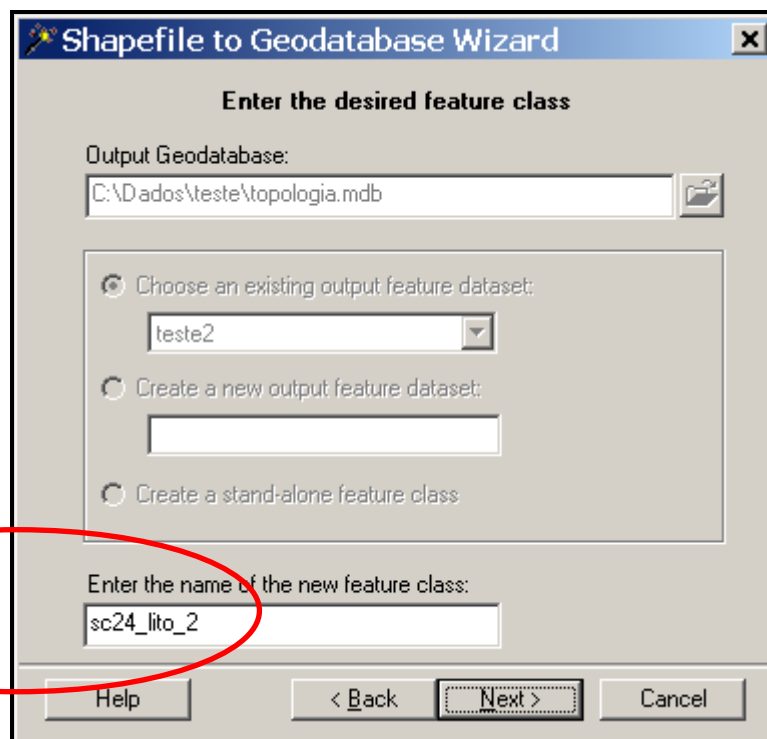 Shapefile to Geodatabase Wizard
Enter the desired feature class
Output Geodatabase:
C:\Dados\teste\topologia.mdb
Choose an existing output feature dataset:
teste2
Create a new output feature dataset:
Create a stand-alone feature class
Enter the name of the new feature class:
sc24_lito_2
Help
< Back
Next >
Cancel